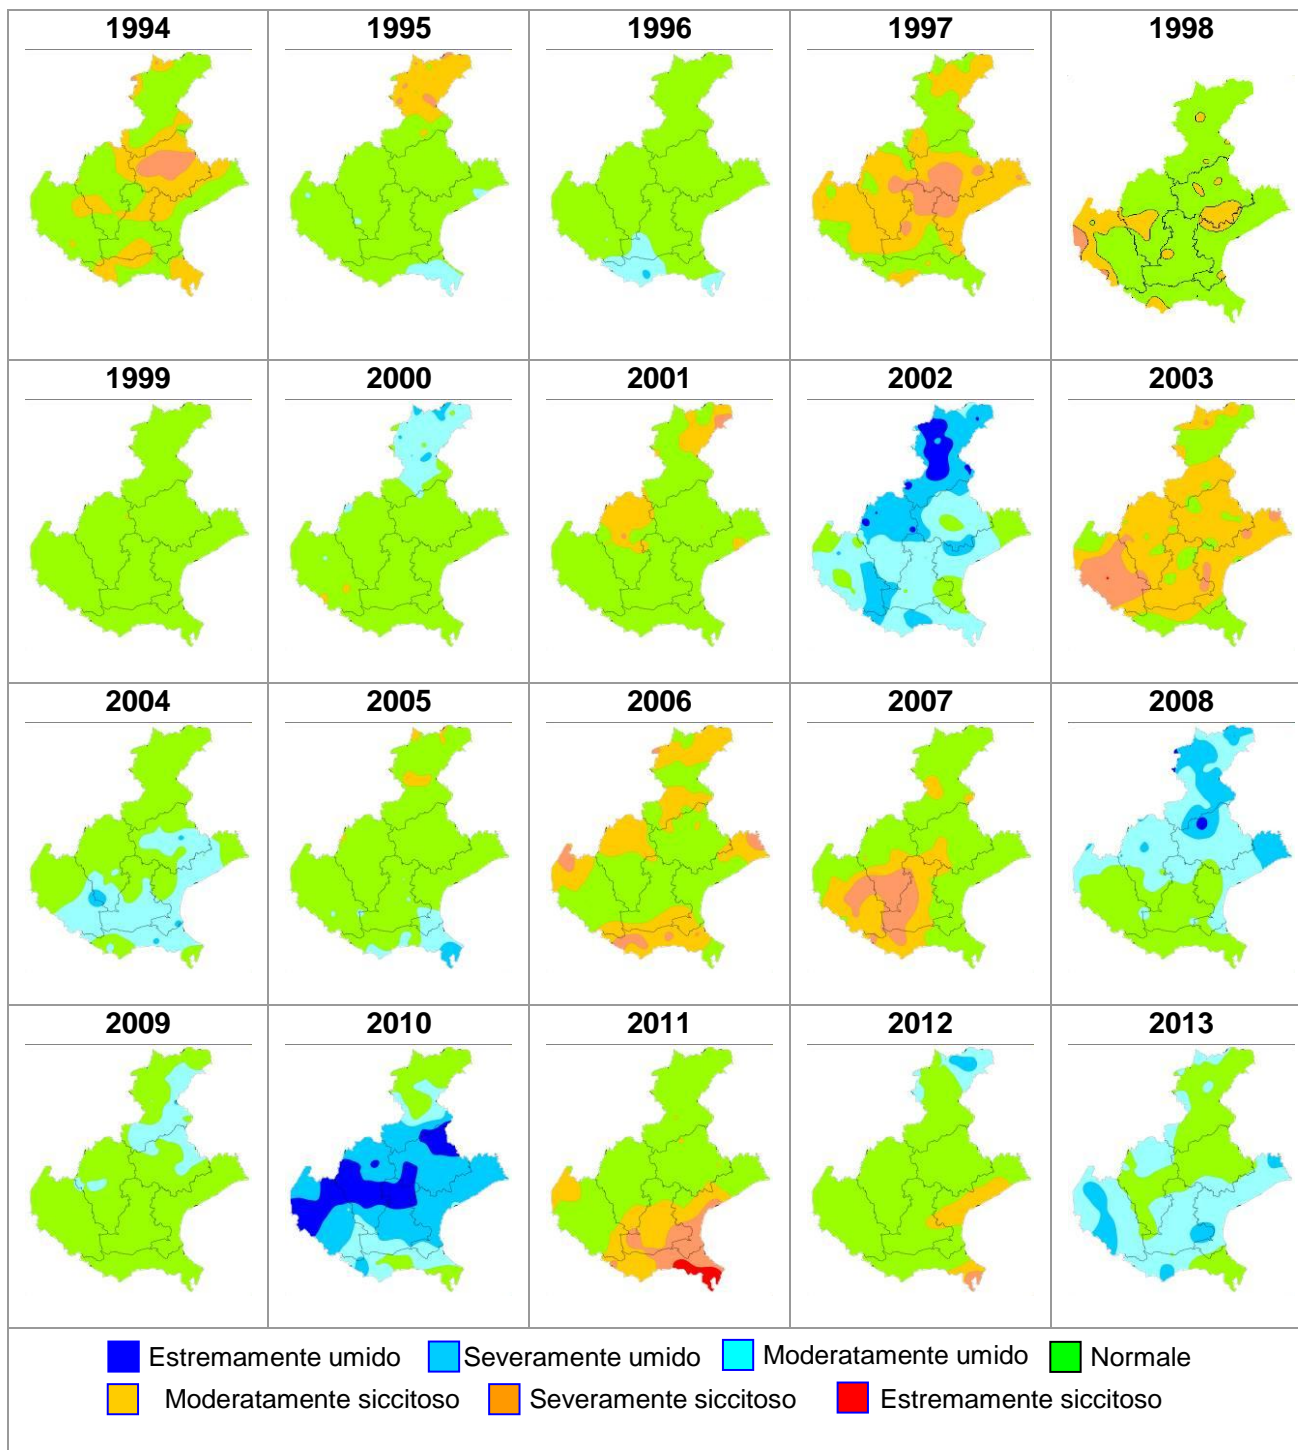 1994 1995 1996 1997 1998
1999 2000 2001 2002 2003
2004 2005 2006 2007 2008
2009 2010 2011 2012 2013
Estremamente umido Severamente umido Moderatamente umido Normale
Moderatamente siccitoso Severamente siccitoso Estremamente siccitoso